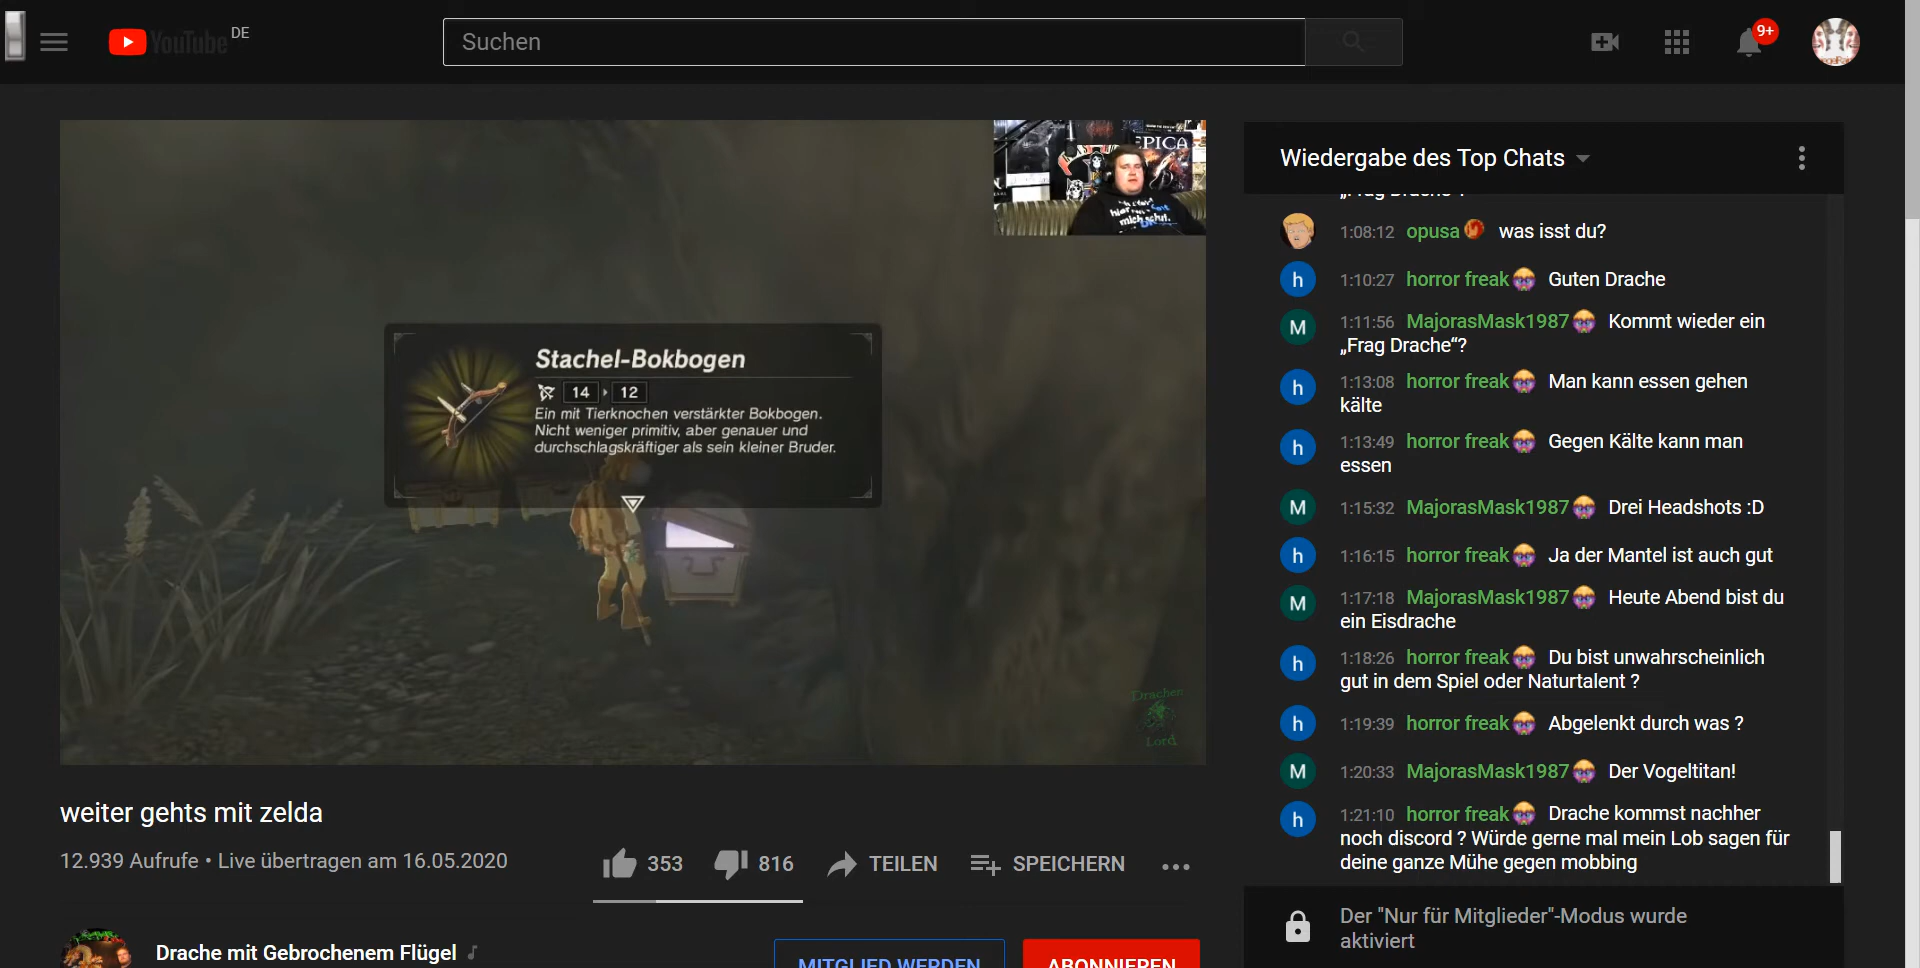 YouTube DE
Suchen
9+
EPICA
Stachel-Bokbogen
14 12
Ein mit Tierknochen verstärkter Bokbogen.
Nicht weniger primitiv, aber genauer und
durchschlagskräftiger als sein kleiner Bruder.
Drachen
Lord
weiter gehts mit zelda
12.939 Aufrufe • Live übertragen am 16.05.2020
353 816 TEILEN SPEICHERN
Drache mit Gebrochenem Flügel
MITGLIED WERDEN ABONNIEREN
Wiedergabe des Top Chats
„Frag Drache“?
1:08:12 opusa was isst du?
h 1:10:27 horror freak Guten Drache
M 1:11:56 MajorasMask1987 Kommt wieder ein
„Frag Drache“?
h 1:13:08 horror freak Man kann essen gehen
kälte
h 1:13:49 horror freak Gegen Kälte kann man
essen
M 1:15:32 MajorasMask1987 Drei Headshots :D
h 1:16:15 horror freak Ja der Mantel ist auch gut
M 1:17:18 MajorasMask1987 Heute Abend bist du
ein Eisdrache
h 1:18:26 horror freak Du bist unwahrscheinlich
gut in dem Spiel oder Naturtalent ?
h 1:19:39 horror freak Abgelenkt durch was ?
M 1:20:33 MajorasMask1987 Der Vogeltitan!
h 1:21:10 horror freak Drache kommst nachher
noch discord ? Würde gerne mal mein Lob sagen für
deine ganze Mühe gegen mobbing
Der "Nur für Mitglieder"-Modus wurde
aktiviert